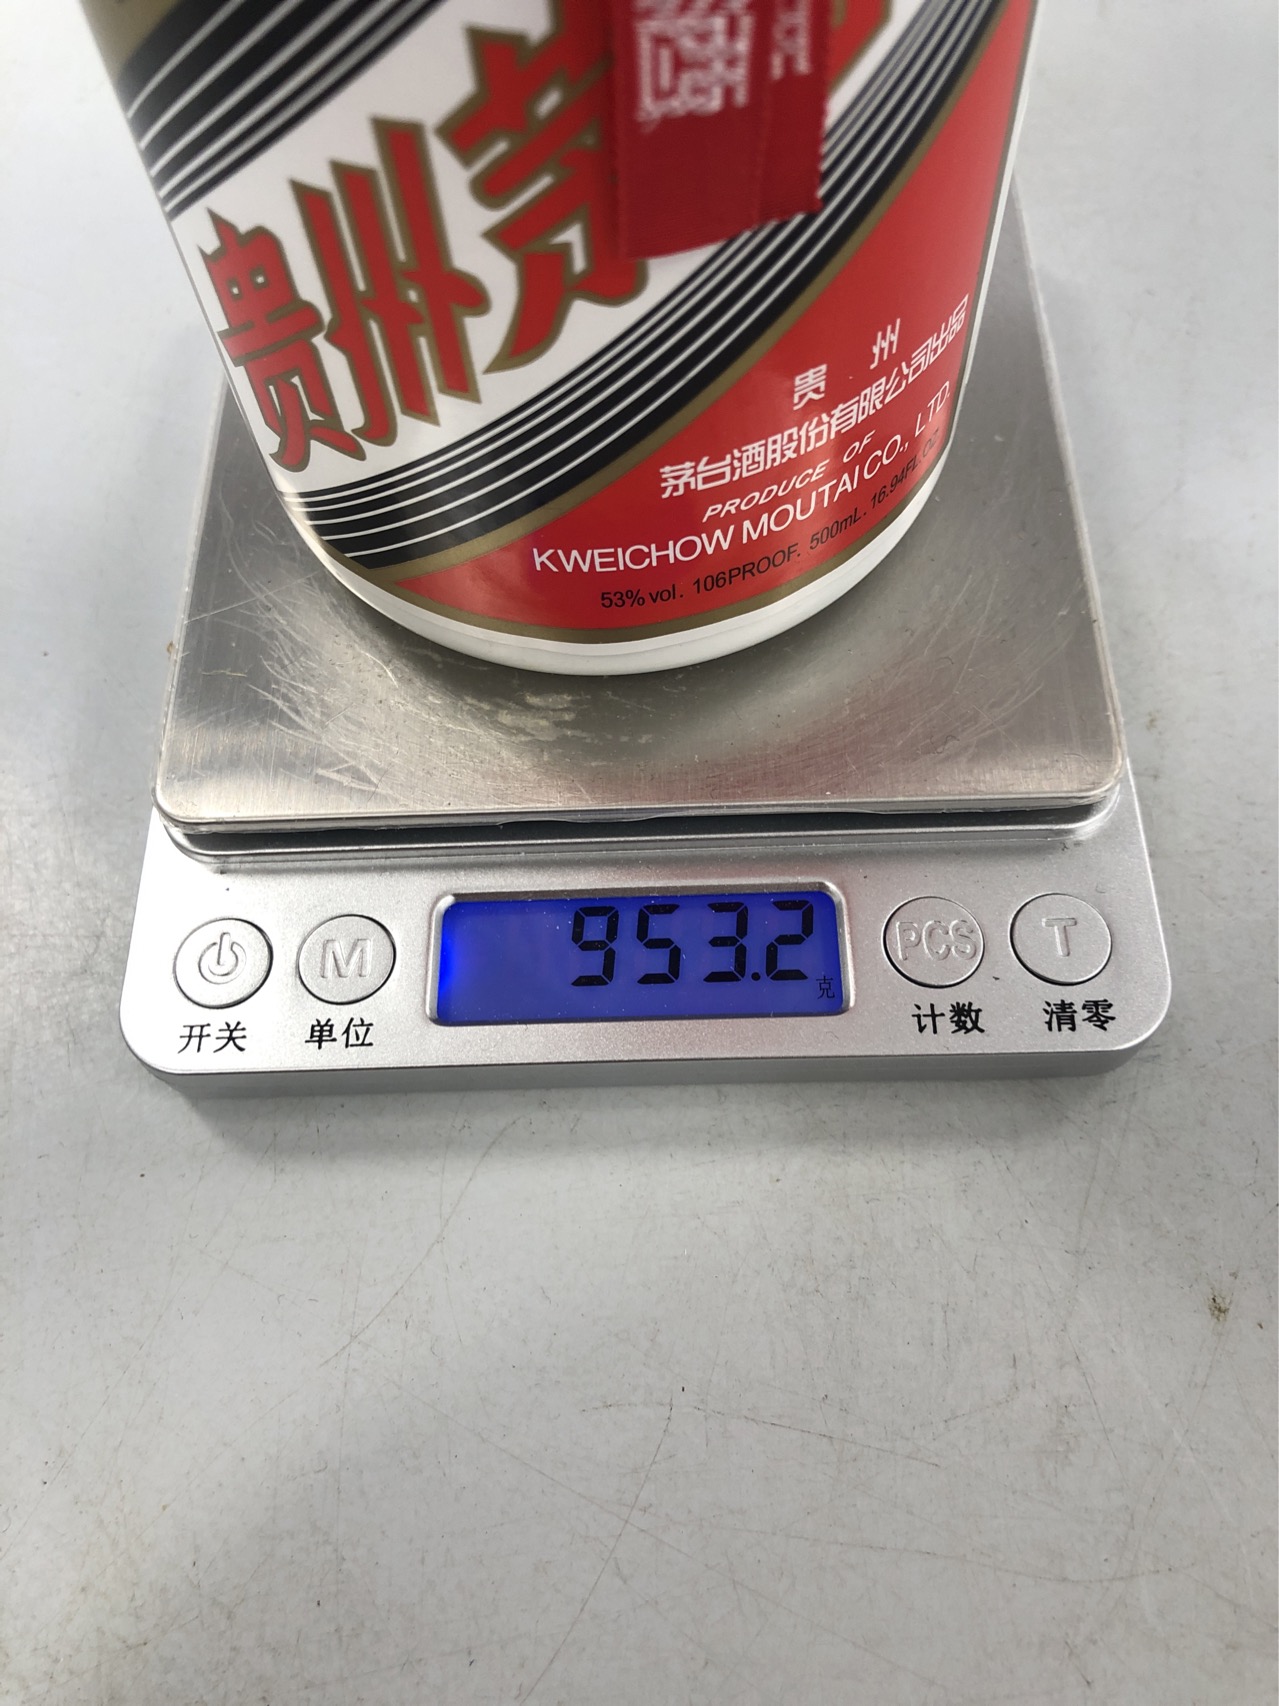 贵州茅
贵州
茅台酒股份有限公司出品
PRODUCE OF
KWEICHOW MOUTAI CO., LTD.
53%vol. 106PROOF. 500mL. 16.94FL.OZ
953.2
克
M
PCS
T
开关
单位
计数
清零